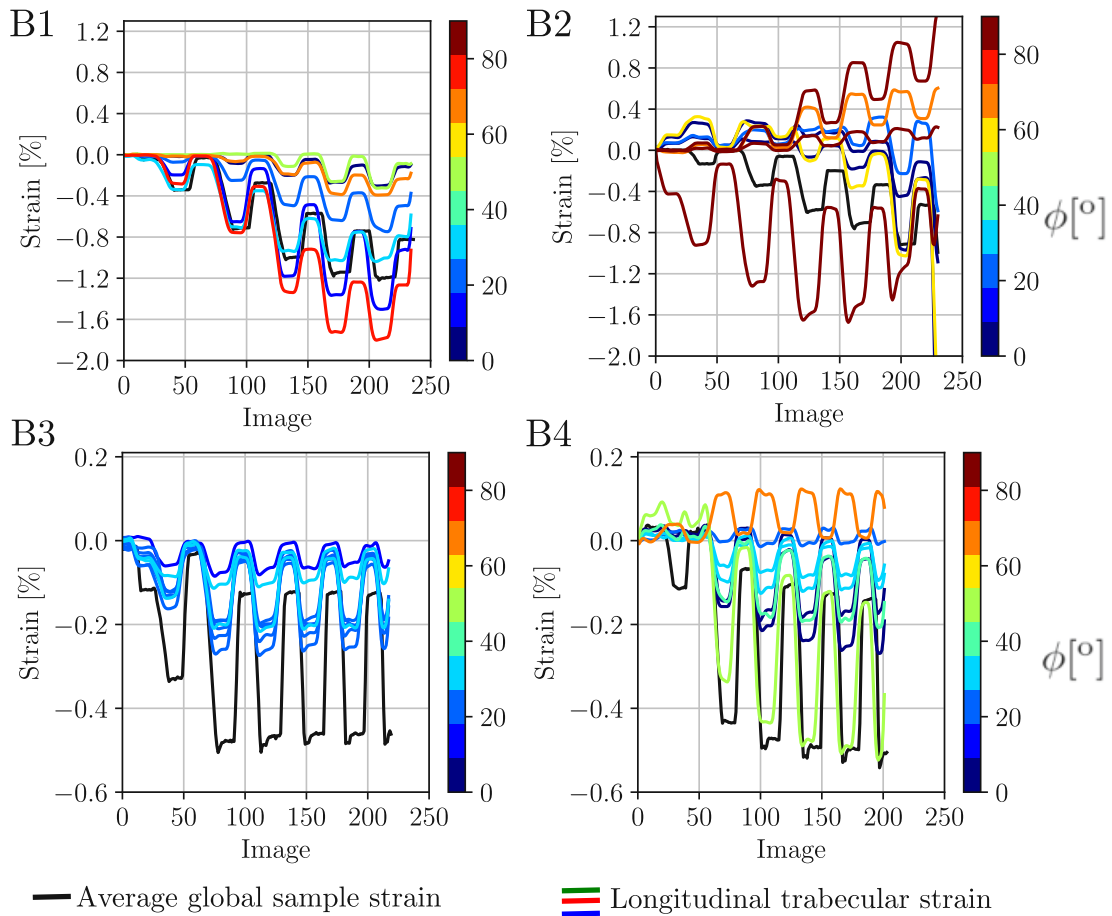 B1
1.2
0.8
0.4
0.0
−0.4
−0.8
−1.2
−1.6
−2.0
Strain [%]
0 50 100 150 200 250
Image
80
60
40
20
0
B2
1.2
0.8
0.4
0.0
−0.4
−0.8
−1.2
−1.6
−2.0
Strain [%]
0 50 100 150 200 250
Image
80
60
40
20
0
ϕ[º]
B3
0.2
0.0
−0.2
−0.4
−0.6
Strain [%]
0 50 100 150 200 250
Image
80
60
40
20
0
B4
0.2
0.0
−0.2
−0.4
−0.6
Strain [%]
0 50 100 150 200 250
Image
80
60
40
20
0
ϕ[º]
Average global sample strain
Longitudinal trabecular strain